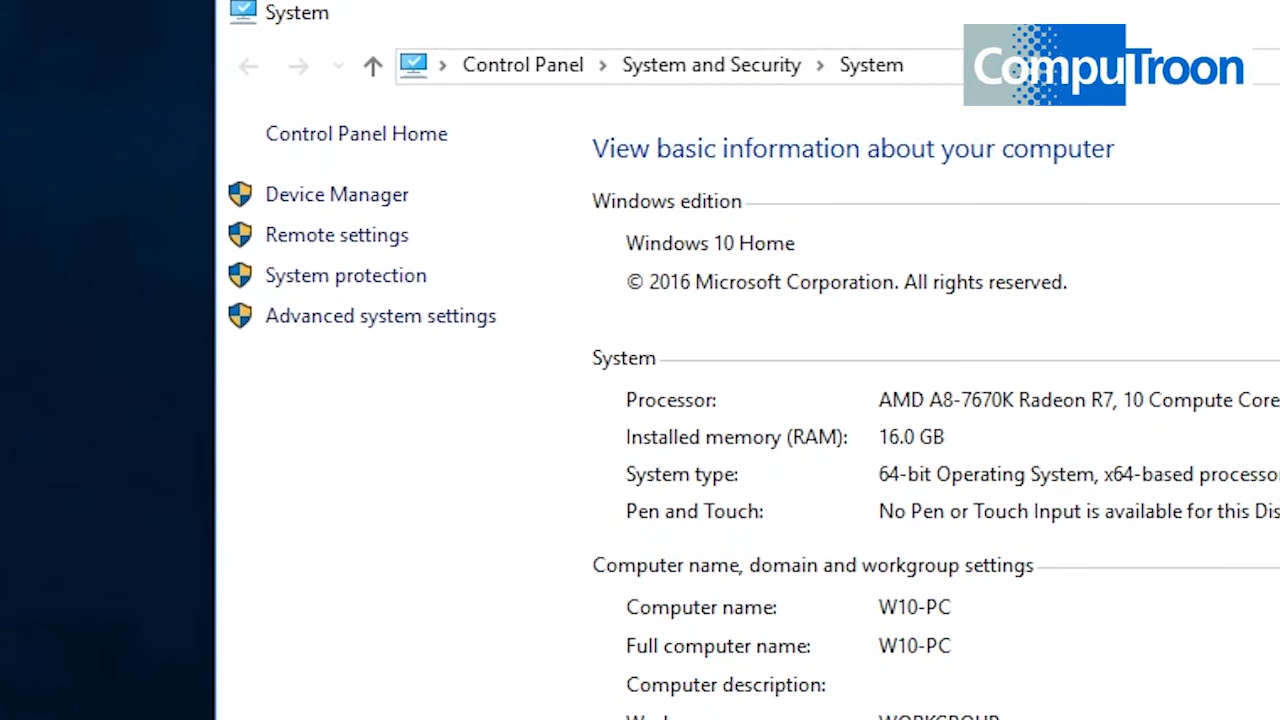 System
Control Panel > System and Security > System
CompuTroon
Control Panel Home
Device Manager
Remote settings
System protection
Advanced system settings
View basic information about your computer
Windows edition
Windows 10 Home
© 2016 Microsoft Corporation. All rights reserved.
System
Processor: AMD A8-7670K Radeon R7, 10 Compute Core
Installed memory (RAM): 16.0 GB
System type: 64-bit Operating System, x64-based processo
Pen and Touch: No Pen or Touch Input is available for this Dis
Computer name, domain and workgroup settings
Computer name: W10-PC
Full computer name: W10-PC
Computer description:
WORKGROUP